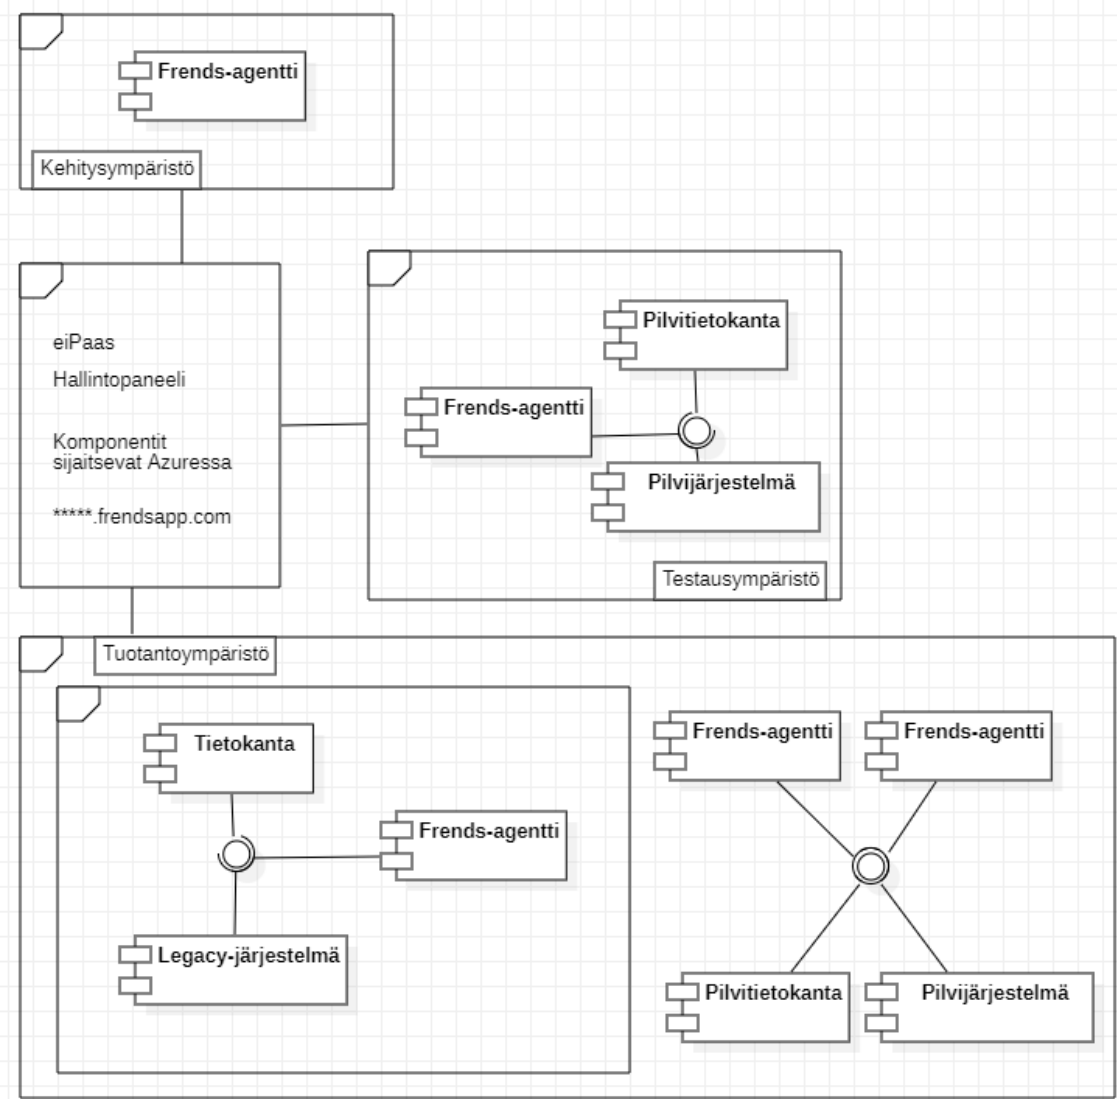 Frends-agentti
Kehitysympäristö
eiPaas
Hallintopaneeli
Komponentit
sijaitsevat Azuressa
*****.frendsapp.com
Pilvitietokanta
Frends-agentti
Pilvijärjestelmä
Testausympäristö
Tuotantoympäristö
Tietokanta
Frends-agentti
Legacy-järjestelmä
Frends-agentti
Frends-agentti
Pilvitietokanta
Pilvijärjestelmä